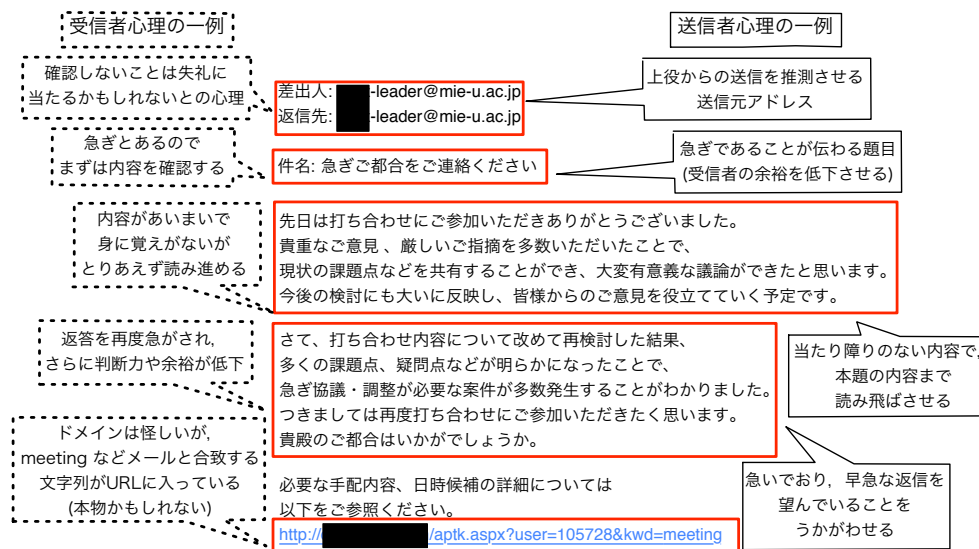 受信者心理の一例
送信者心理の一例
確認しないことは失礼に
当たるかもしれないとの心理
差出人: -leader@mie-u.ac.jp
返信先: -leader@mie-u.ac.jp
上役からの送信を推測させる
送信元アドレス
急ぎとあるので
まずは内容を確認する
件名: 急ぎご都合をご連絡ください
急ぎであることが伝わる題目
(受信者の余裕を低下させる)
内容があいまいで
身に覚えがないが
とりあえず読み進める
先日は打ち合わせにご参加いただきありがとうございました。
貴重なご意見 、厳しいご指摘を多数いただいたことで、
現状の課題点などを共有することができ、大変有意義な議論ができたと思います。
今後の検討にも大いに反映し、皆様からのご意見を役立てていく予定です。
当たり障りのない内容で,
本題の内容まで
読み飛ばさせる
返答を再度急がされ,
さらに判断力や余裕が低下
さて、打ち合わせ内容について改めて再検討した結果、
多くの課題点、疑問点などが明らかになったことで、
急ぎ協議・調整が必要な案件が多数発生することがわかりました。
つきましては再度打ち合わせにご参加いただきたく思います。
貴殿のご都合はいかがでしょうか。
急いでおり，早急な返信を
望んでいることを
うかがわせる
ドメインは怪しいが,
meeting などメールと合致する
文字列がURLに入っている
(本物かもしれない)
必要な手配内容、日時候補の詳細については
以下をご参照ください。
http:// /aptk.aspx?user=105728&kwd=meeting